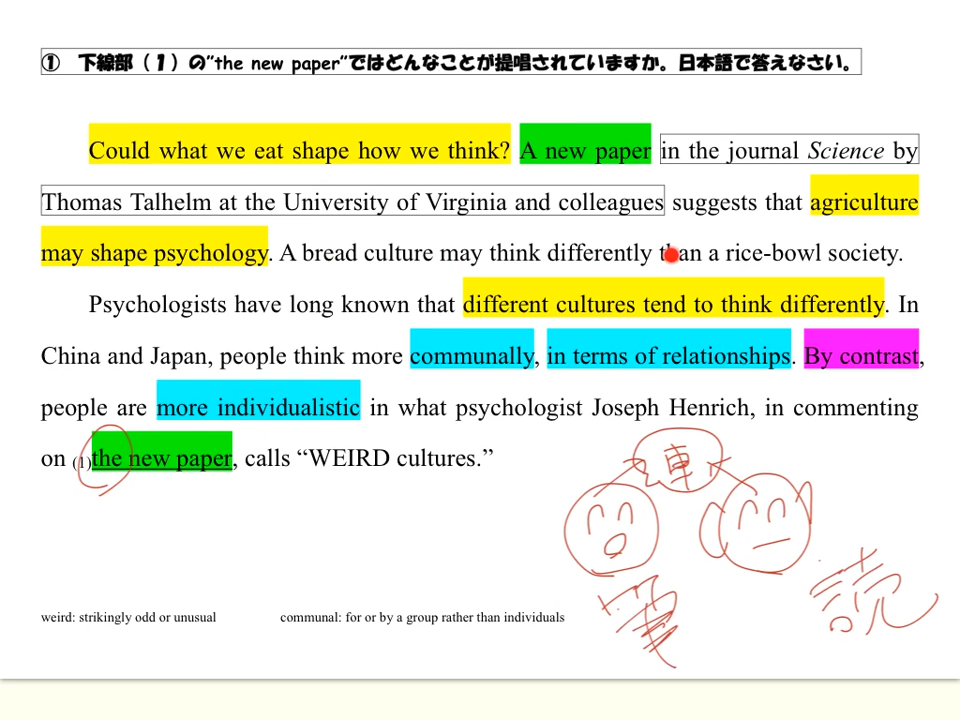 ① 下線部（１）の"the new paper"ではどんなことが提唱されていますか。日本語で答えなさい。
Could what we eat shape how we think? A new paper in the journal Science by
Thomas Talhelm at the University of Virginia and colleagues suggests that agriculture
may shape psychology. A bread culture may think differently than a rice-bowl society.
Psychologists have long known that different cultures tend to think differently. In
China and Japan, people think more communally, in terms of relationships. By contrast,
people are more individualistic in what psychologist Joseph Henrich, in commenting
on (1)the new paper, calls “WEIRD cultures.”
車
読
weird: strikingly odd or unusual communal: for or by a group rather than individuals